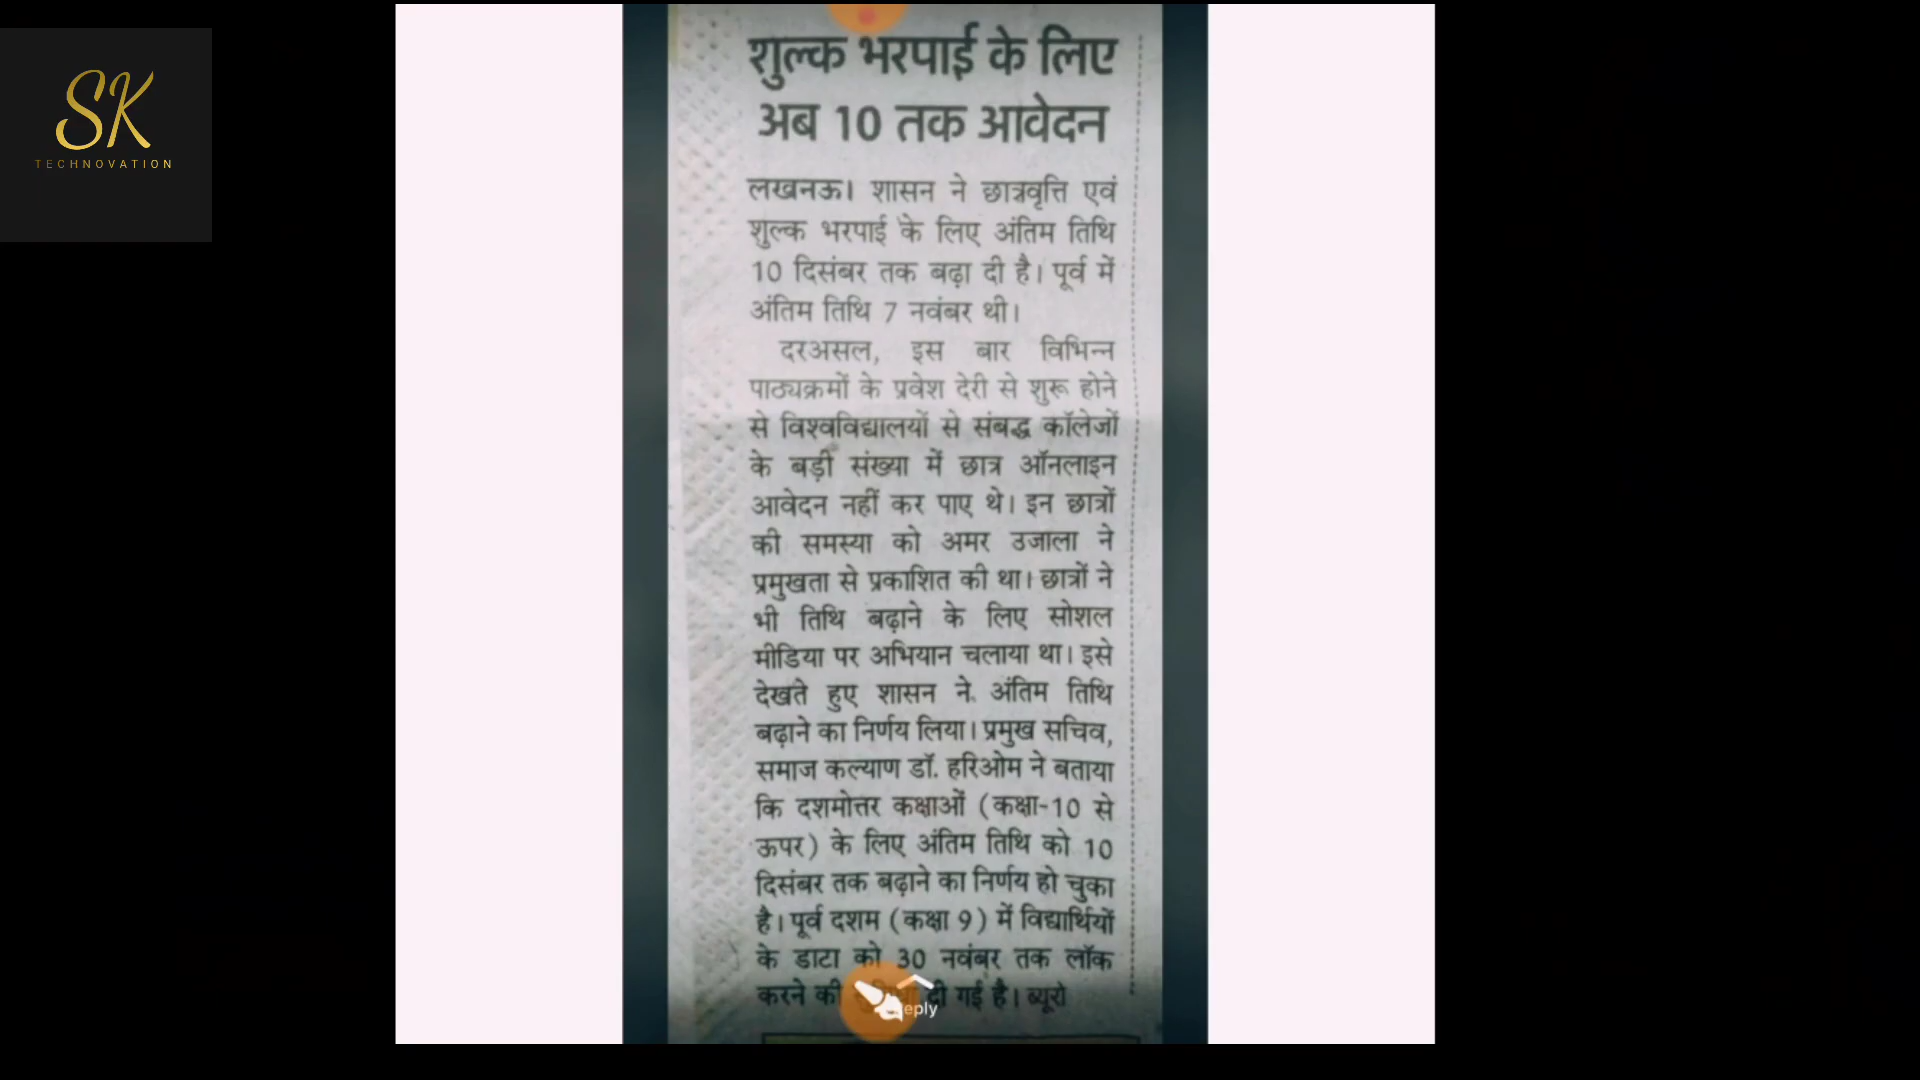 SK
TECHNOVATION
शुल्क भरपाई के लिए
अब 10 तक आवेदन
लखनऊ। शासन ने छात्रवृत्ति एवं
शुल्क भरपाई के लिए अंतिम तिथि
10 दिसंबर तक बढ़ा दी है। पूर्व में
अंतिम तिथि 7 नवंबर थी।
दरअसल, इस बार विभिन्न
पाठ्यक्रमों के प्रवेश देरी से शुरू होने
से विश्वविद्यालयों से संबद्ध कॉलेजों
के बड़ी संख्या में छात्र ऑनलाइन
आवेदन नहीं कर पाए थे। इन छात्रों
की समस्या को अमर उजाला ने
प्रमुखता से प्रकाशित की था। छात्रों ने
भी तिथि बढ़ाने के लिए सोशल
मीडिया पर अभियान चलाया था। इसे
देखते हुए शासन ने अंतिम तिथि
बढ़ाने का निर्णय लिया। प्रमुख सचिव,
समाज कल्याण डॉ. हरिओम ने बताया
कि दशमोत्तर कक्षाओं (कक्षा-10 से
ऊपर) के लिए अंतिम तिथि को 10
दिसंबर तक बढ़ाने का निर्णय हो चुका
है। पूर्व दशम (कक्षा 9) में विद्यार्थियों
के डाटा को 30 नवंबर तक लॉक
करने की दी गई है। ब्यूरो